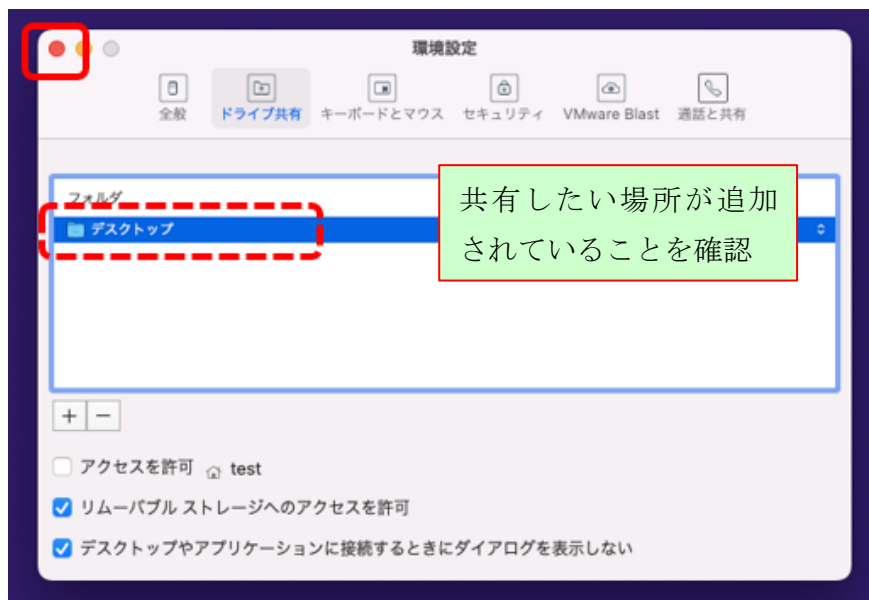 環境設定
全般 ドライブ共有 キーボードとマウス セキュリティ VMware Blast 通話と共有
フォルダ
デスクトップ
共有したい場所が追加
されていることを確認
アクセスを許可 test
リムーバブル ストレージへのアクセスを許可
デスクトップやアプリケーションに接続するときにダイアログを表示しない